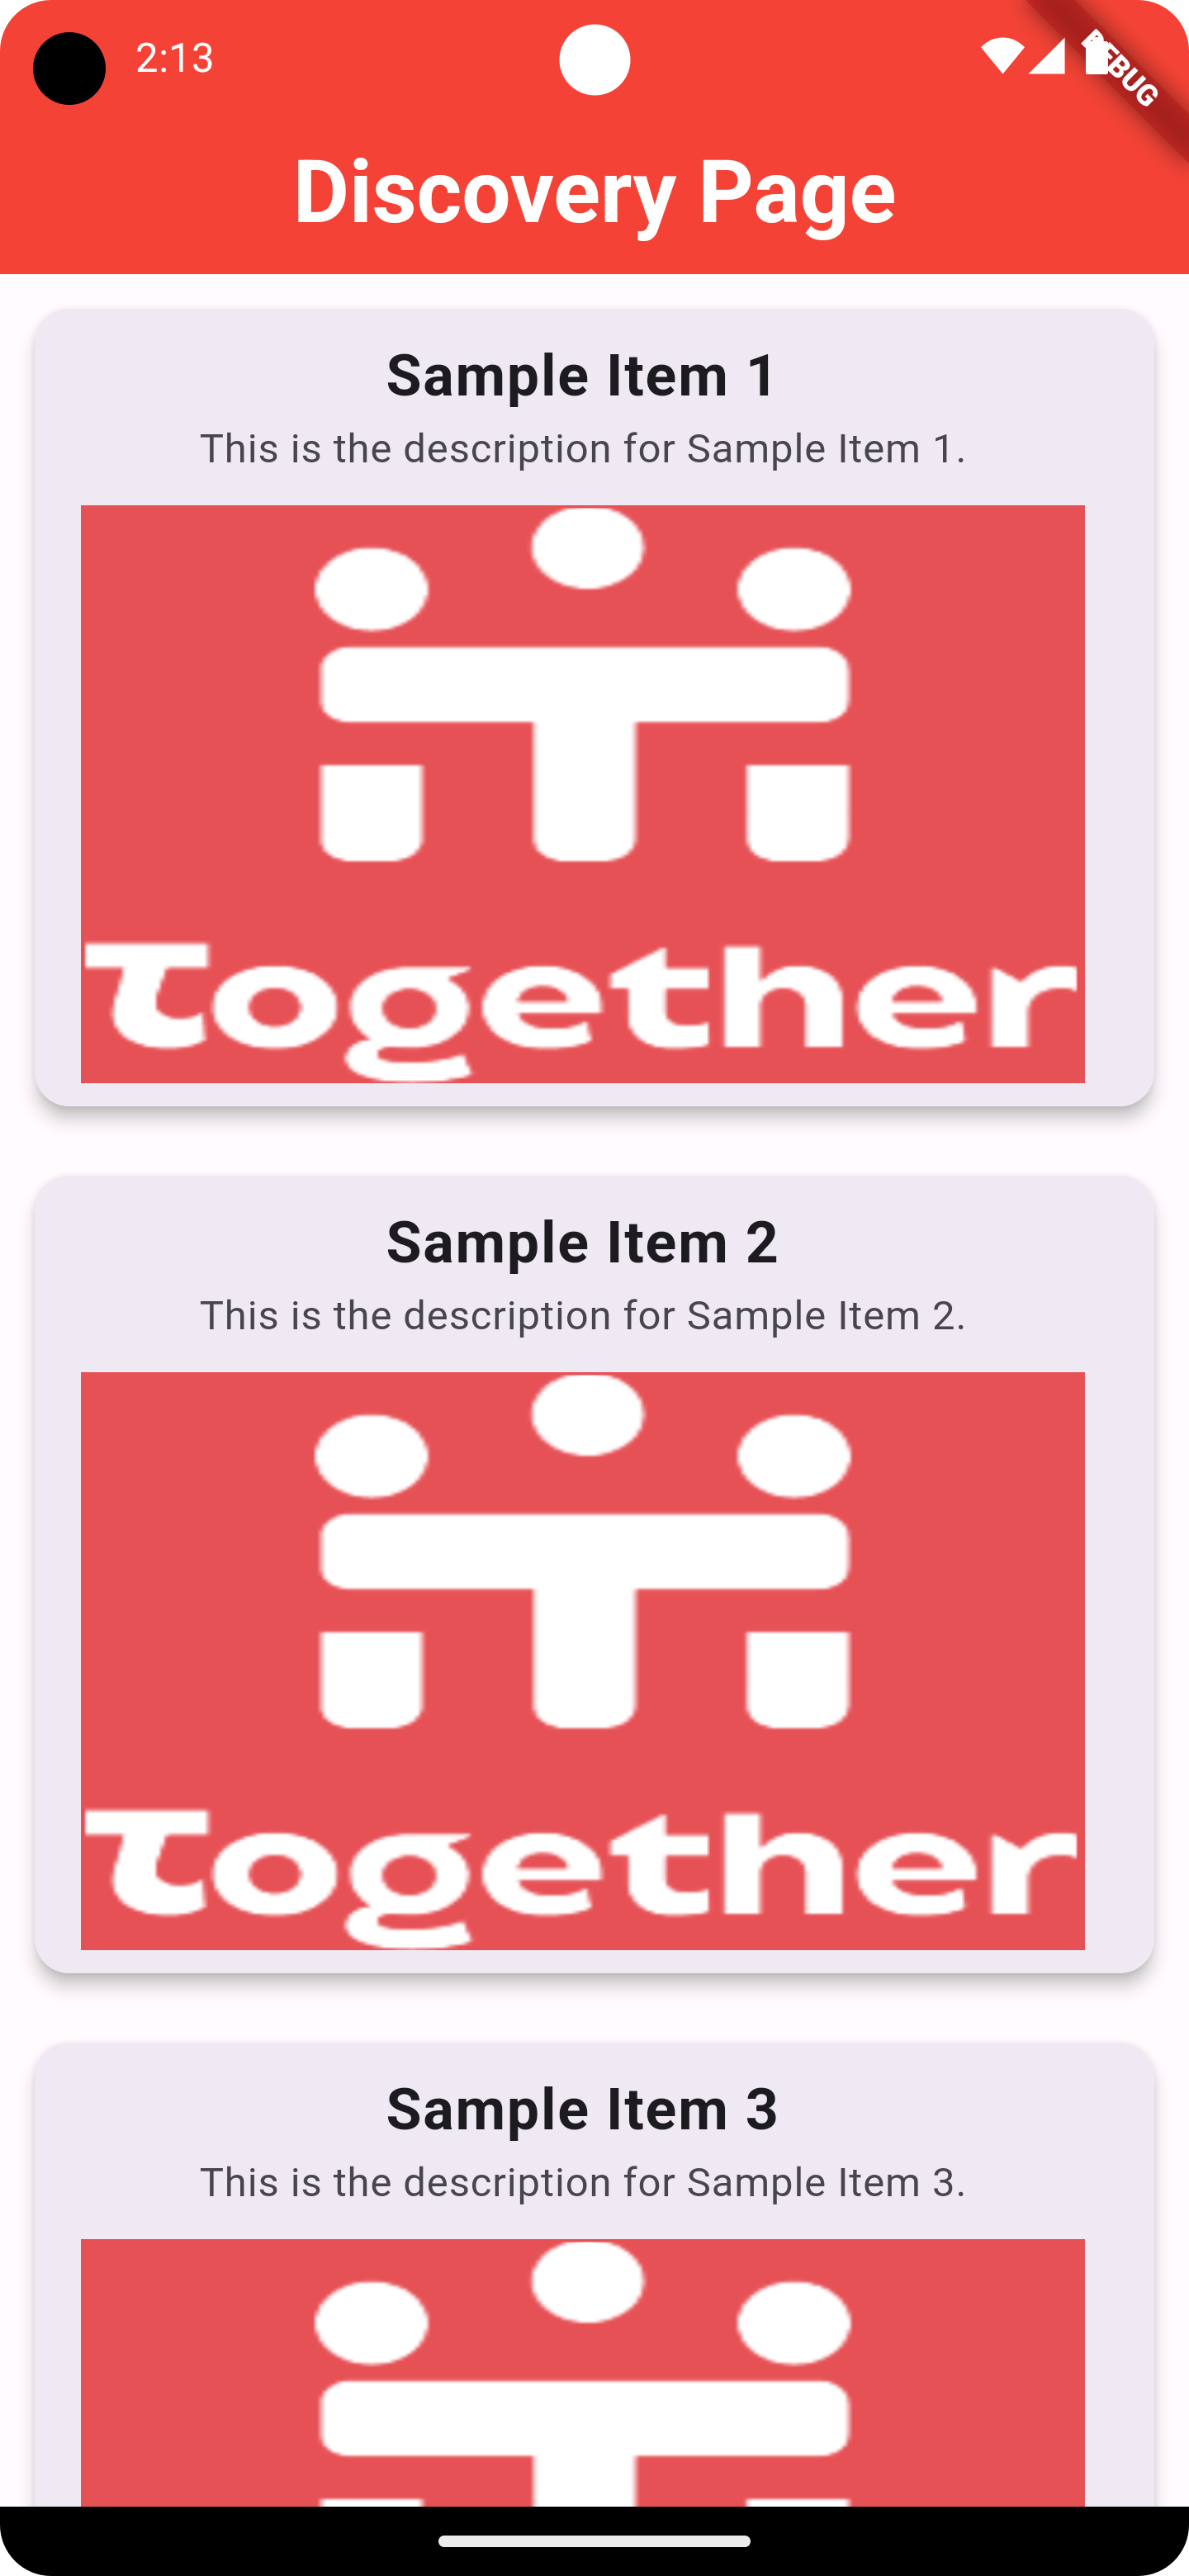 2:13
DEBUG
Discovery Page
Sample Item 1
This is the description for Sample Item 1.
Together
Sample Item 2
This is the description for Sample Item 2.
Together
Sample Item 3
This is the description for Sample Item 3.